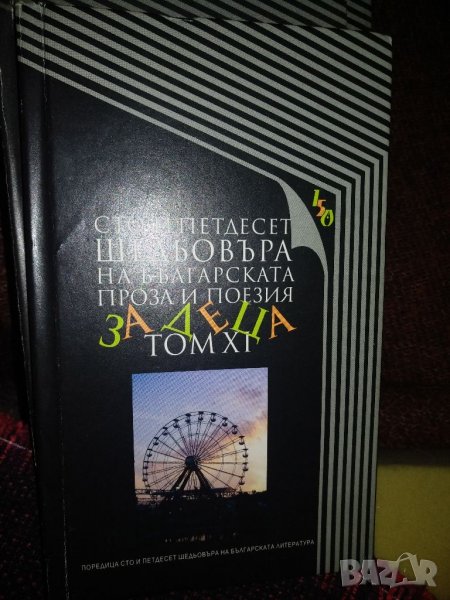 150
СТО И ПЕТДЕСЕТ
ШЕДЬОВЪРА
НА БЪЛГАРСКАТА
ПРОЗА И ПОЕЗИЯ
ЗА ДЕЦА
ТОМ XI
ПОРЕДИЦА СТО И ПЕТДЕСЕТ ШЕДЬОВЪРА НА БЪЛГАРСКАТА ЛИТЕРАТУРА
BAZAR